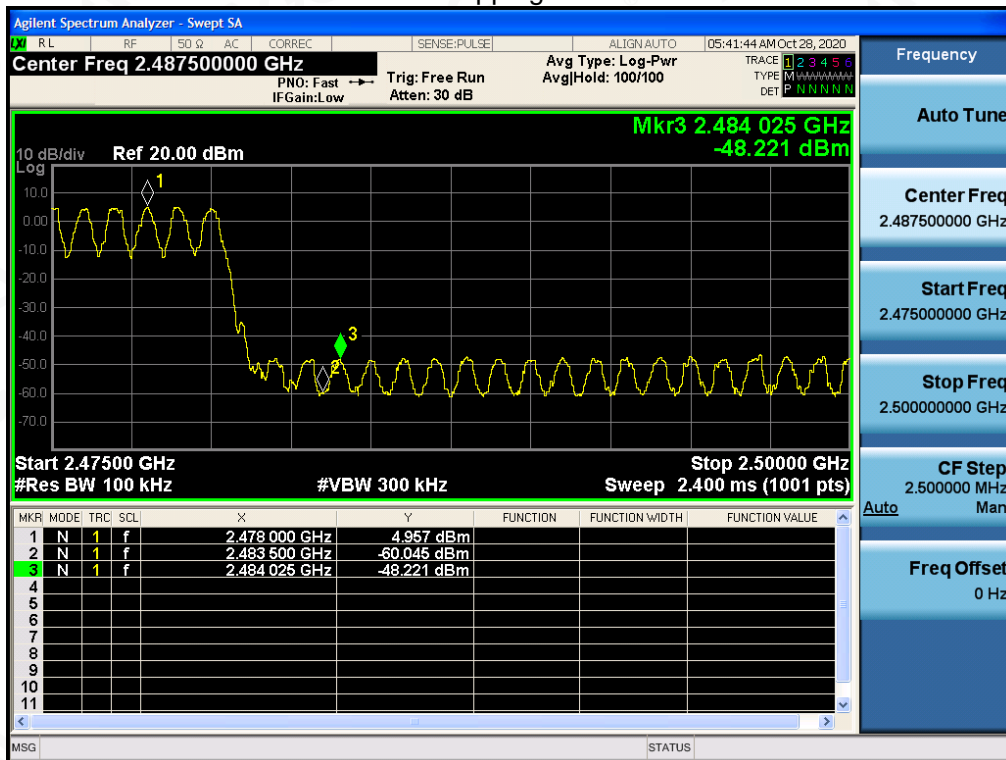 pping
Agilent Spectrum Analyzer - Swept SA
LXI RL RF 50 Ω AC CORREC SENSE:PULSE ALIGN AUTO 05:41:44 AM Oct 28, 2020
Center Freq 2.487500000 GHz
PNO: Fast
IFGain:Low
Trig: Free Run
Atten: 30 dB
Avg Type: Log-Pwr
Avg|Hold: 100/100
TRACE 1 2 3 4 5 6
TYPE M
DET P N N N N N
Mkr3 2.484 025 GHz
-48.221 dBm
10 dB/div Ref 20.00 dBm
Log
10.0
0.00
-10.0
-20.0
-30.0
-40.0
-50.0
-60.0
-70.0
1
2
3
Start 2.47500 GHz Stop 2.50000 GHz
#Res BW 100 kHz #VBW 300 kHz Sweep 2.400 ms (1001 pts)
MKR MODE TRC SCL X Y FUNCTION FUNCTION WIDTH FUNCTION VALUE
1 N 1 f 2.478 000 GHz 4.957 dBm
2 N 1 f 2.483 500 GHz -60.045 dBm
3 N 1 f 2.484 025 GHz -48.221 dBm
4
5
6
7
8
9
10
11
MSG STATUS
Frequency
Auto Tune
Center Freq
2.487500000 GHz
Start Freq
2.475000000 GHz
Stop Freq
2.500000000 GHz
CF Step
2.500000 MHz
Auto Man
Freq Offset
0 Hz